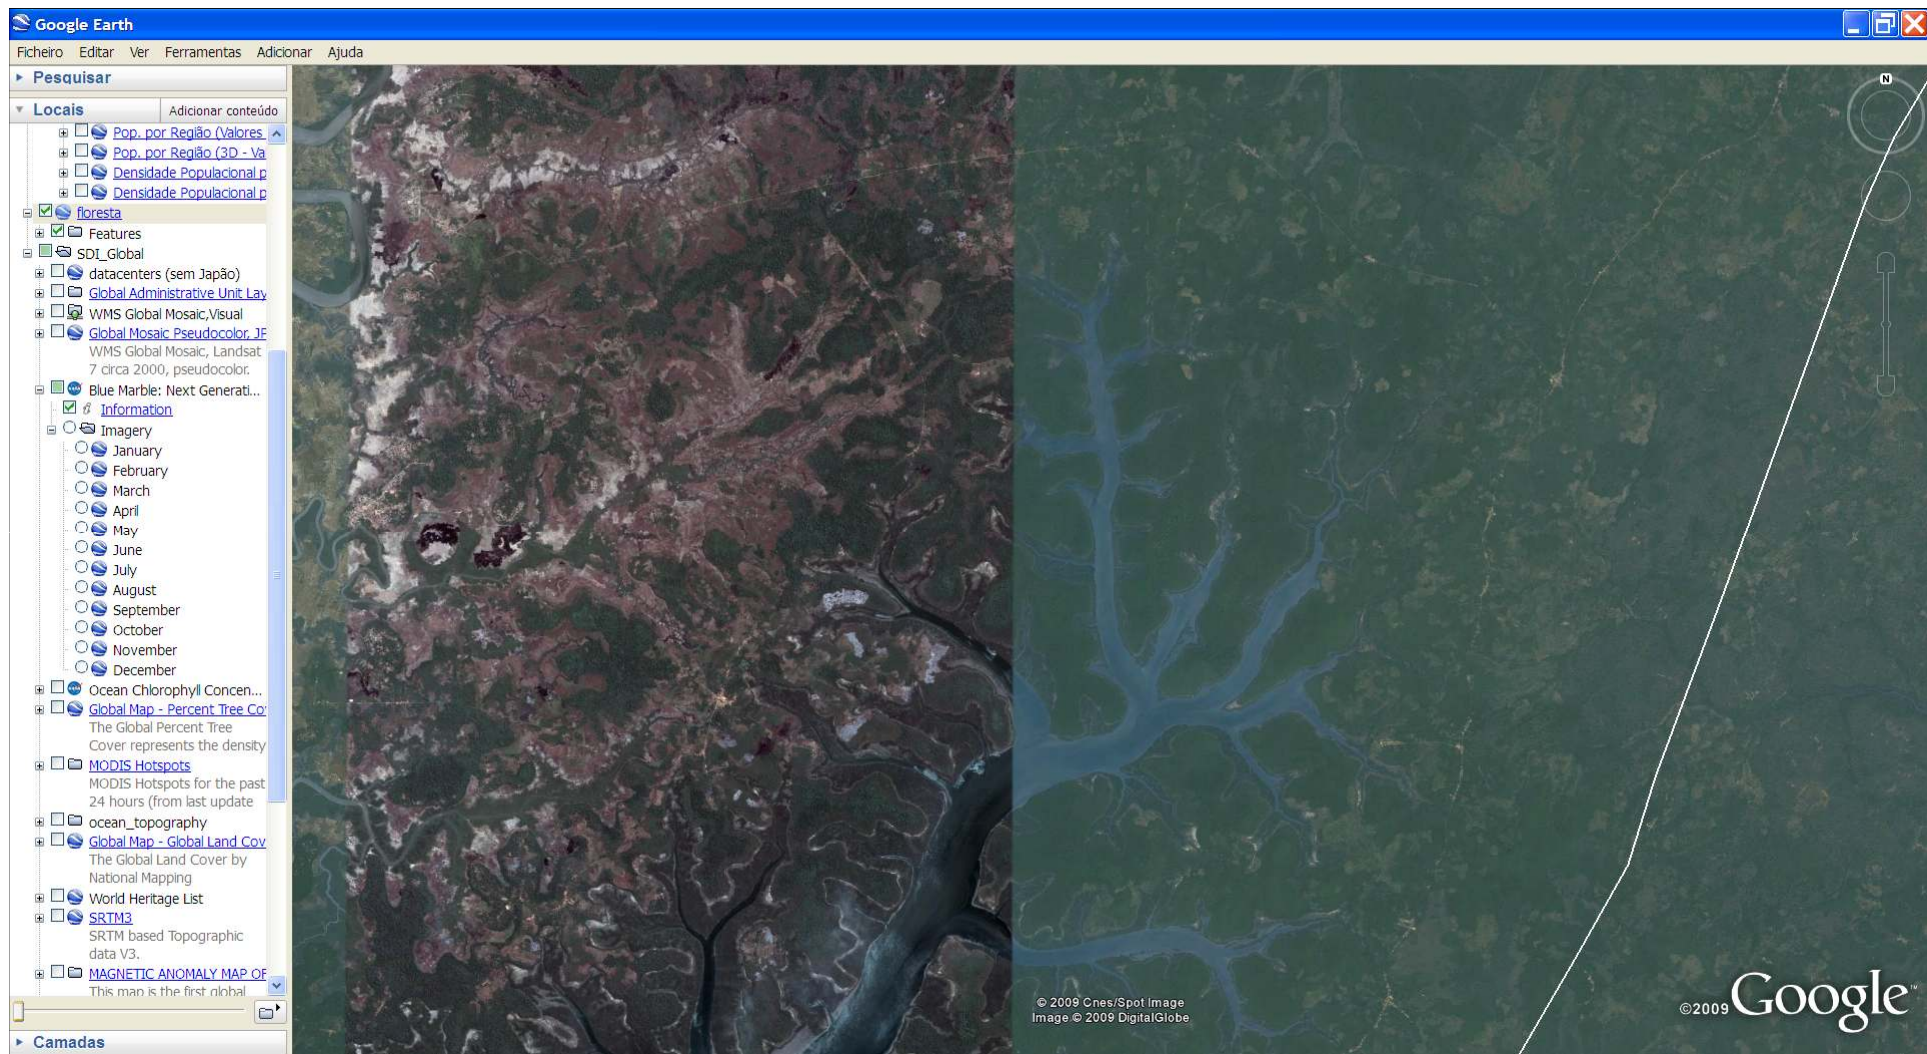 Google Earth
Ficheiro Editar Ver Ferramentas Adicionar Ajuda
Pesquisar
Locais Adicionar conteúdo
Pop. por Região (Valores
Pop. por Região (3D - Va
Densidade Populacional p
Densidade Populacional p
floresta
Features
SDI_Global
datacenters (sem Japão)
Global Administrative Unit Lay
WMS Global Mosaic,Visual
Global Mosaic Pseudocolor, JP
WMS Global Mosaic, Landsat
7 circa 2000, pseudocolor.
Blue Marble: Next Generati...
Information
Imagery
January
February
March
April
May
June
July
August
September
October
November
December
Ocean Chlorophyll Concen...
Global Map - Percent Tree Co
The Global Percent Tree
Cover represents the density
MODIS Hotspots
MODIS Hotspots for the past
24 hours (from last update
ocean_topography
Global Map - Global Land Cov
The Global Land Cover by
National Mapping
World Heritage List
SRTM3
SRTM based Topographic
data V3.
MAGNETIC ANOMALY MAP OF
This map is the first global
Camadas
N
© 2009 Cnes/Spot Image
Image © 2009 DigitalGlobe
©2009 Google™